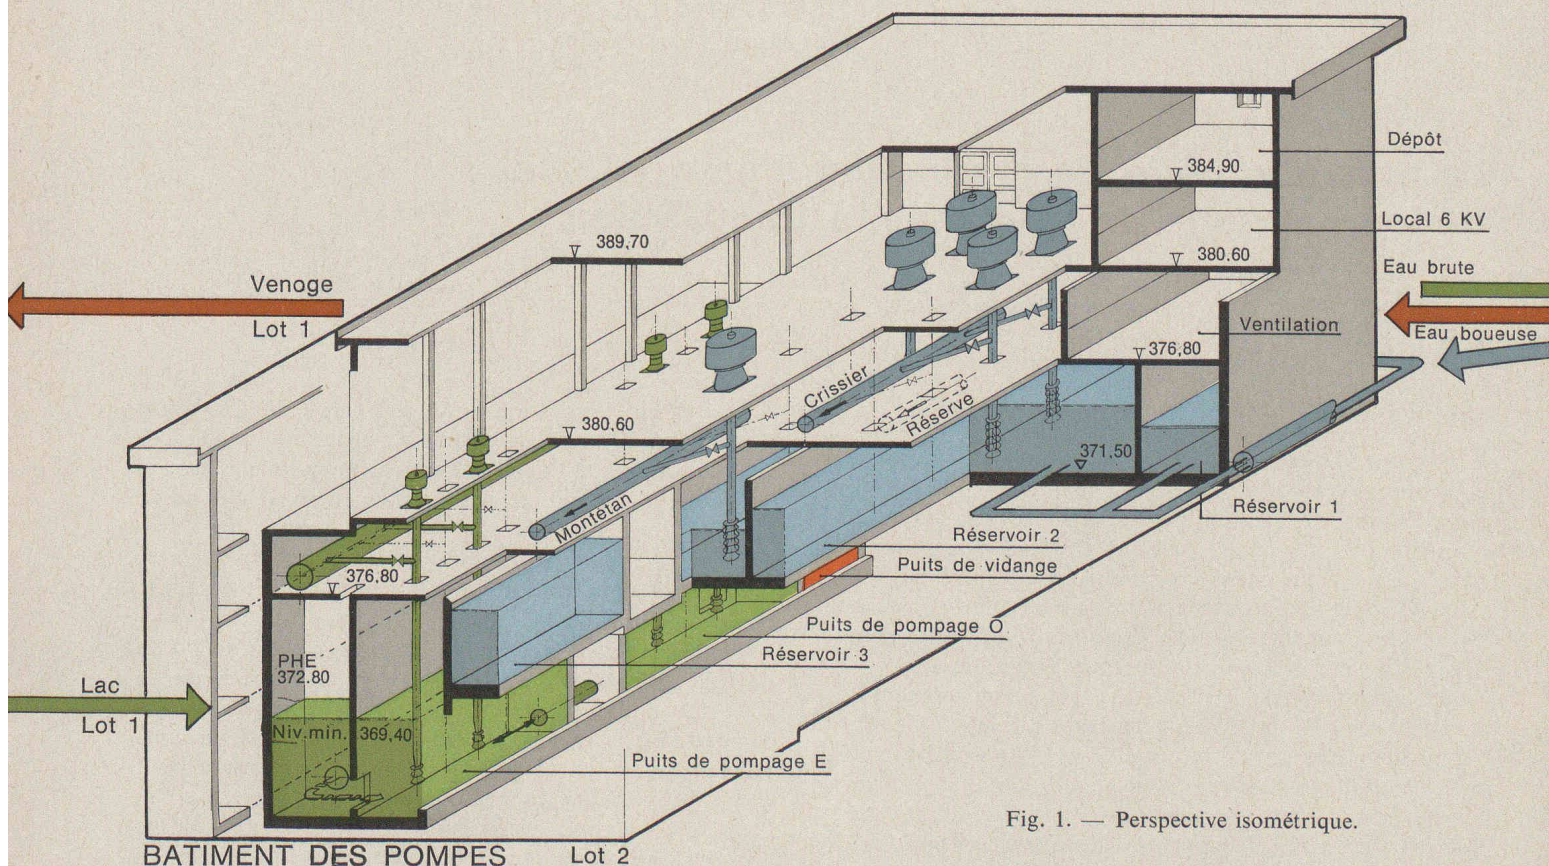 Dépôt
384,90
Local 6 KV
389,70
380.60
Eau brute
Venoge
Lot 1
Ventilation
Eau boueuse
376,80
Crissier
Réserve
380,60
371,50
Montetan
Réservoir 1
Réservoir 2
Puits de vidange
376,80
Puits de pompage O
Réservoir 3
PHE
372.80
Lac
Lot 1
Niv.min. 369,40
Puits de pompage E
Fig. 1. — Perspective isométrique.
BATIMENT DES POMPES Lot 2